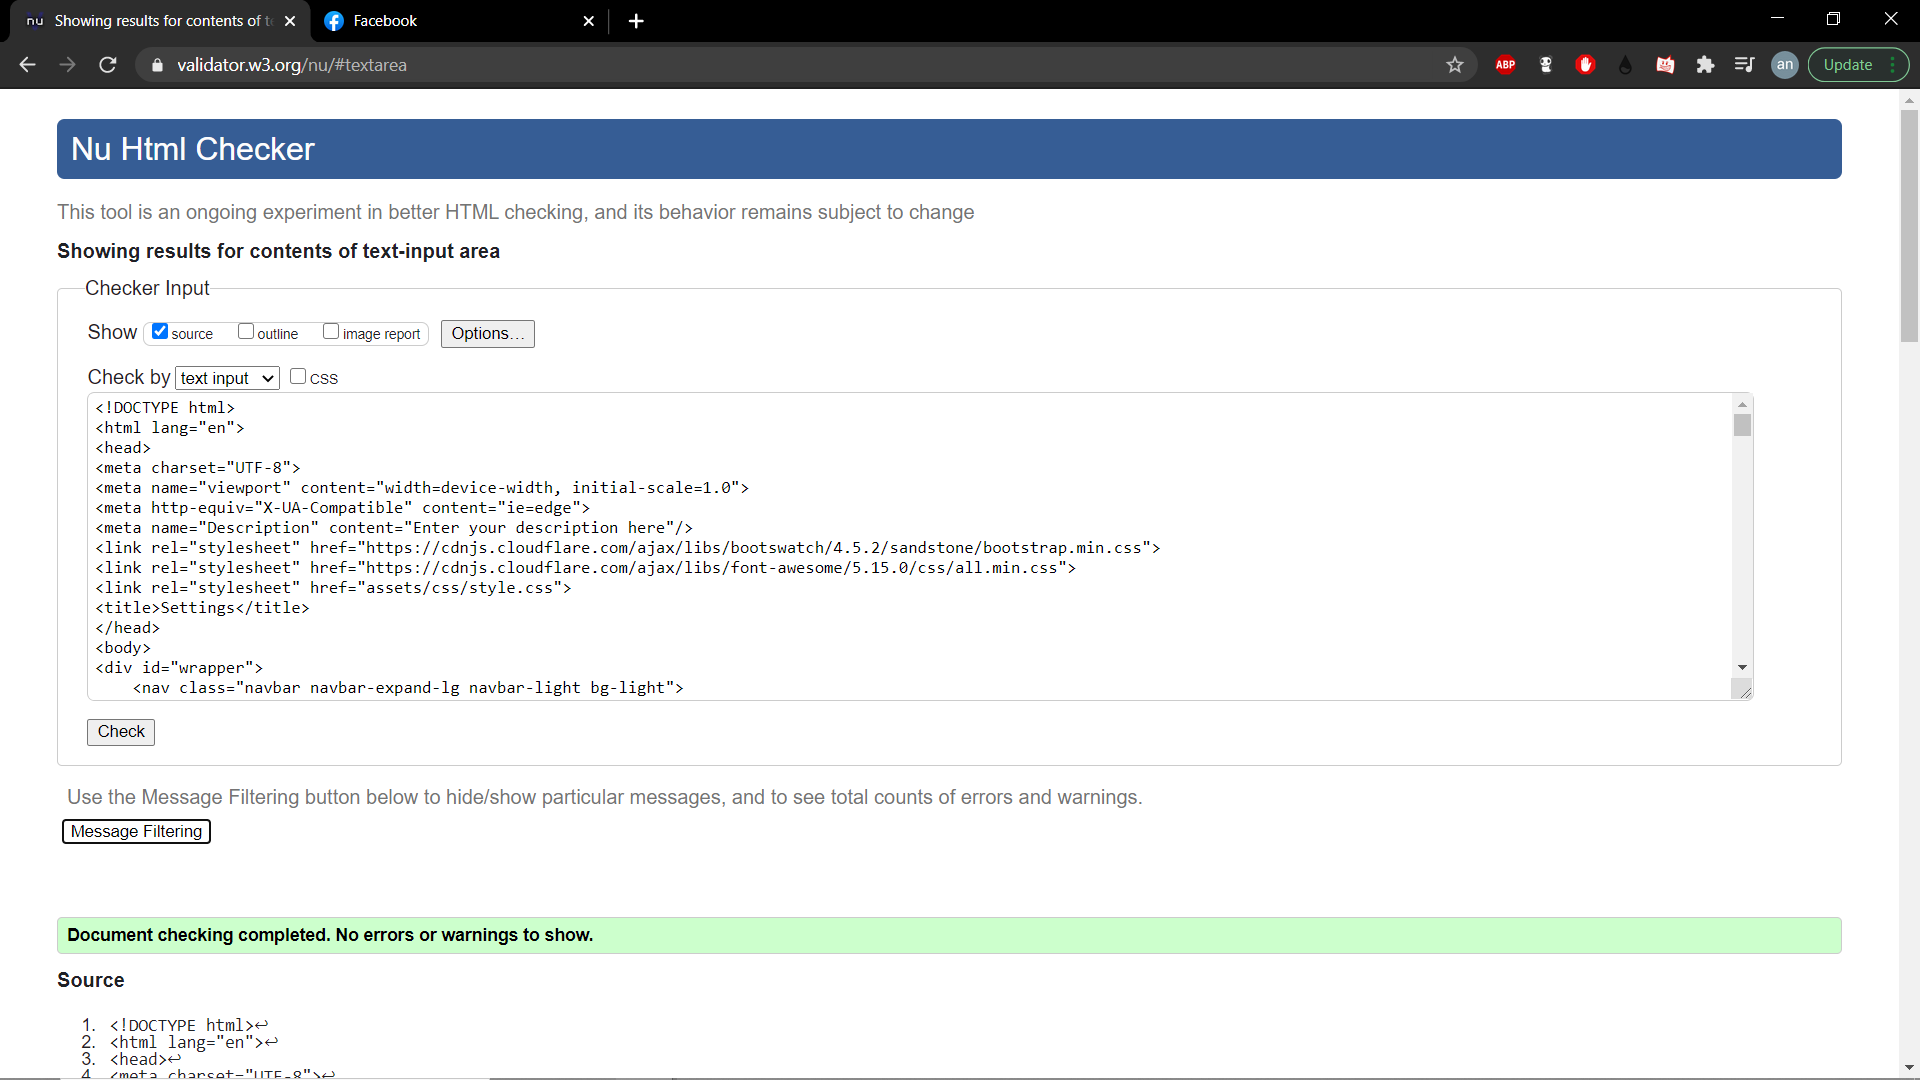 nu Showing results for contents of te
Facebook
validator.w3.org/nu/#textarea
ABP
an
Update
Nu Html Checker
This tool is an ongoing experiment in better HTML checking, and its behavior remains subject to change
Showing results for contents of text-input area
Checker Input
Show source outline image report Options...
Check by text input CSS
<!DOCTYPE html>
<html lang="en">
<head>
<meta charset="UTF-8">
<meta name="viewport" content="width=device-width, initial-scale=1.0">
<meta http-equiv="X-UA-Compatible" content="ie=edge">
<meta name="Description" content="Enter your description here"/>
<link rel="stylesheet" href="https://cdnjs.cloudflare.com/ajax/libs/bootswatch/4.5.2/sandstone/bootstrap.min.css">
<link rel="stylesheet" href="https://cdnjs.cloudflare.com/ajax/libs/font-awesome/5.15.0/css/all.min.css">
<link rel="stylesheet" href="assets/css/style.css">
<title>Settings</title>
</head>
<body>
<div id="wrapper">
<nav class="navbar navbar-expand-lg navbar-light bg-light">
Check
Use the Message Filtering button below to hide/show particular messages, and to see total counts of errors and warnings.
Message Filtering
Document checking completed. No errors or warnings to show.
Source
1. <!DOCTYPE html>↩
2. <html lang="en">↩
3. <head>↩
4. <meta charset="UTF-8">↩